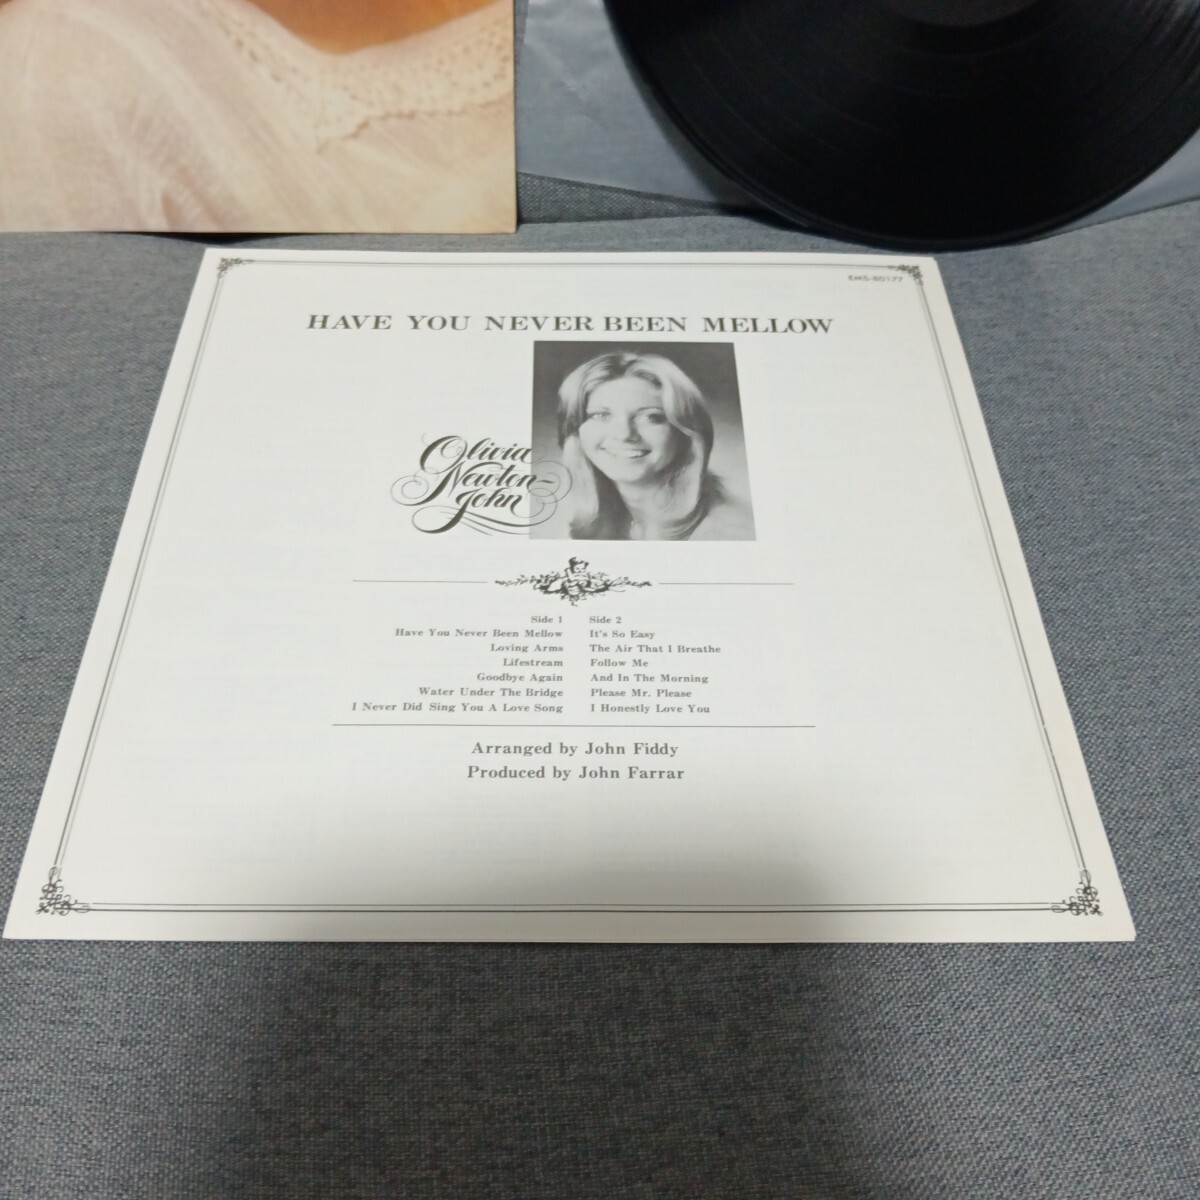 EMS-80177
HAVE YOU NEVER BEEN MELLOW
Olivia
Newton-
John
Side 1
Have You Never Been Mellow
Loving Arms
Lifestream
Goodbye Again
Water Under The Bridge
I Never Did Sing You A Love Song
Side 2
It's So Easy
The Air That I Breathe
Follow Me
And In The Morning
Please Mr. Please
I Honestly Love You
Arranged by John Fiddy
Produced by John Farrar